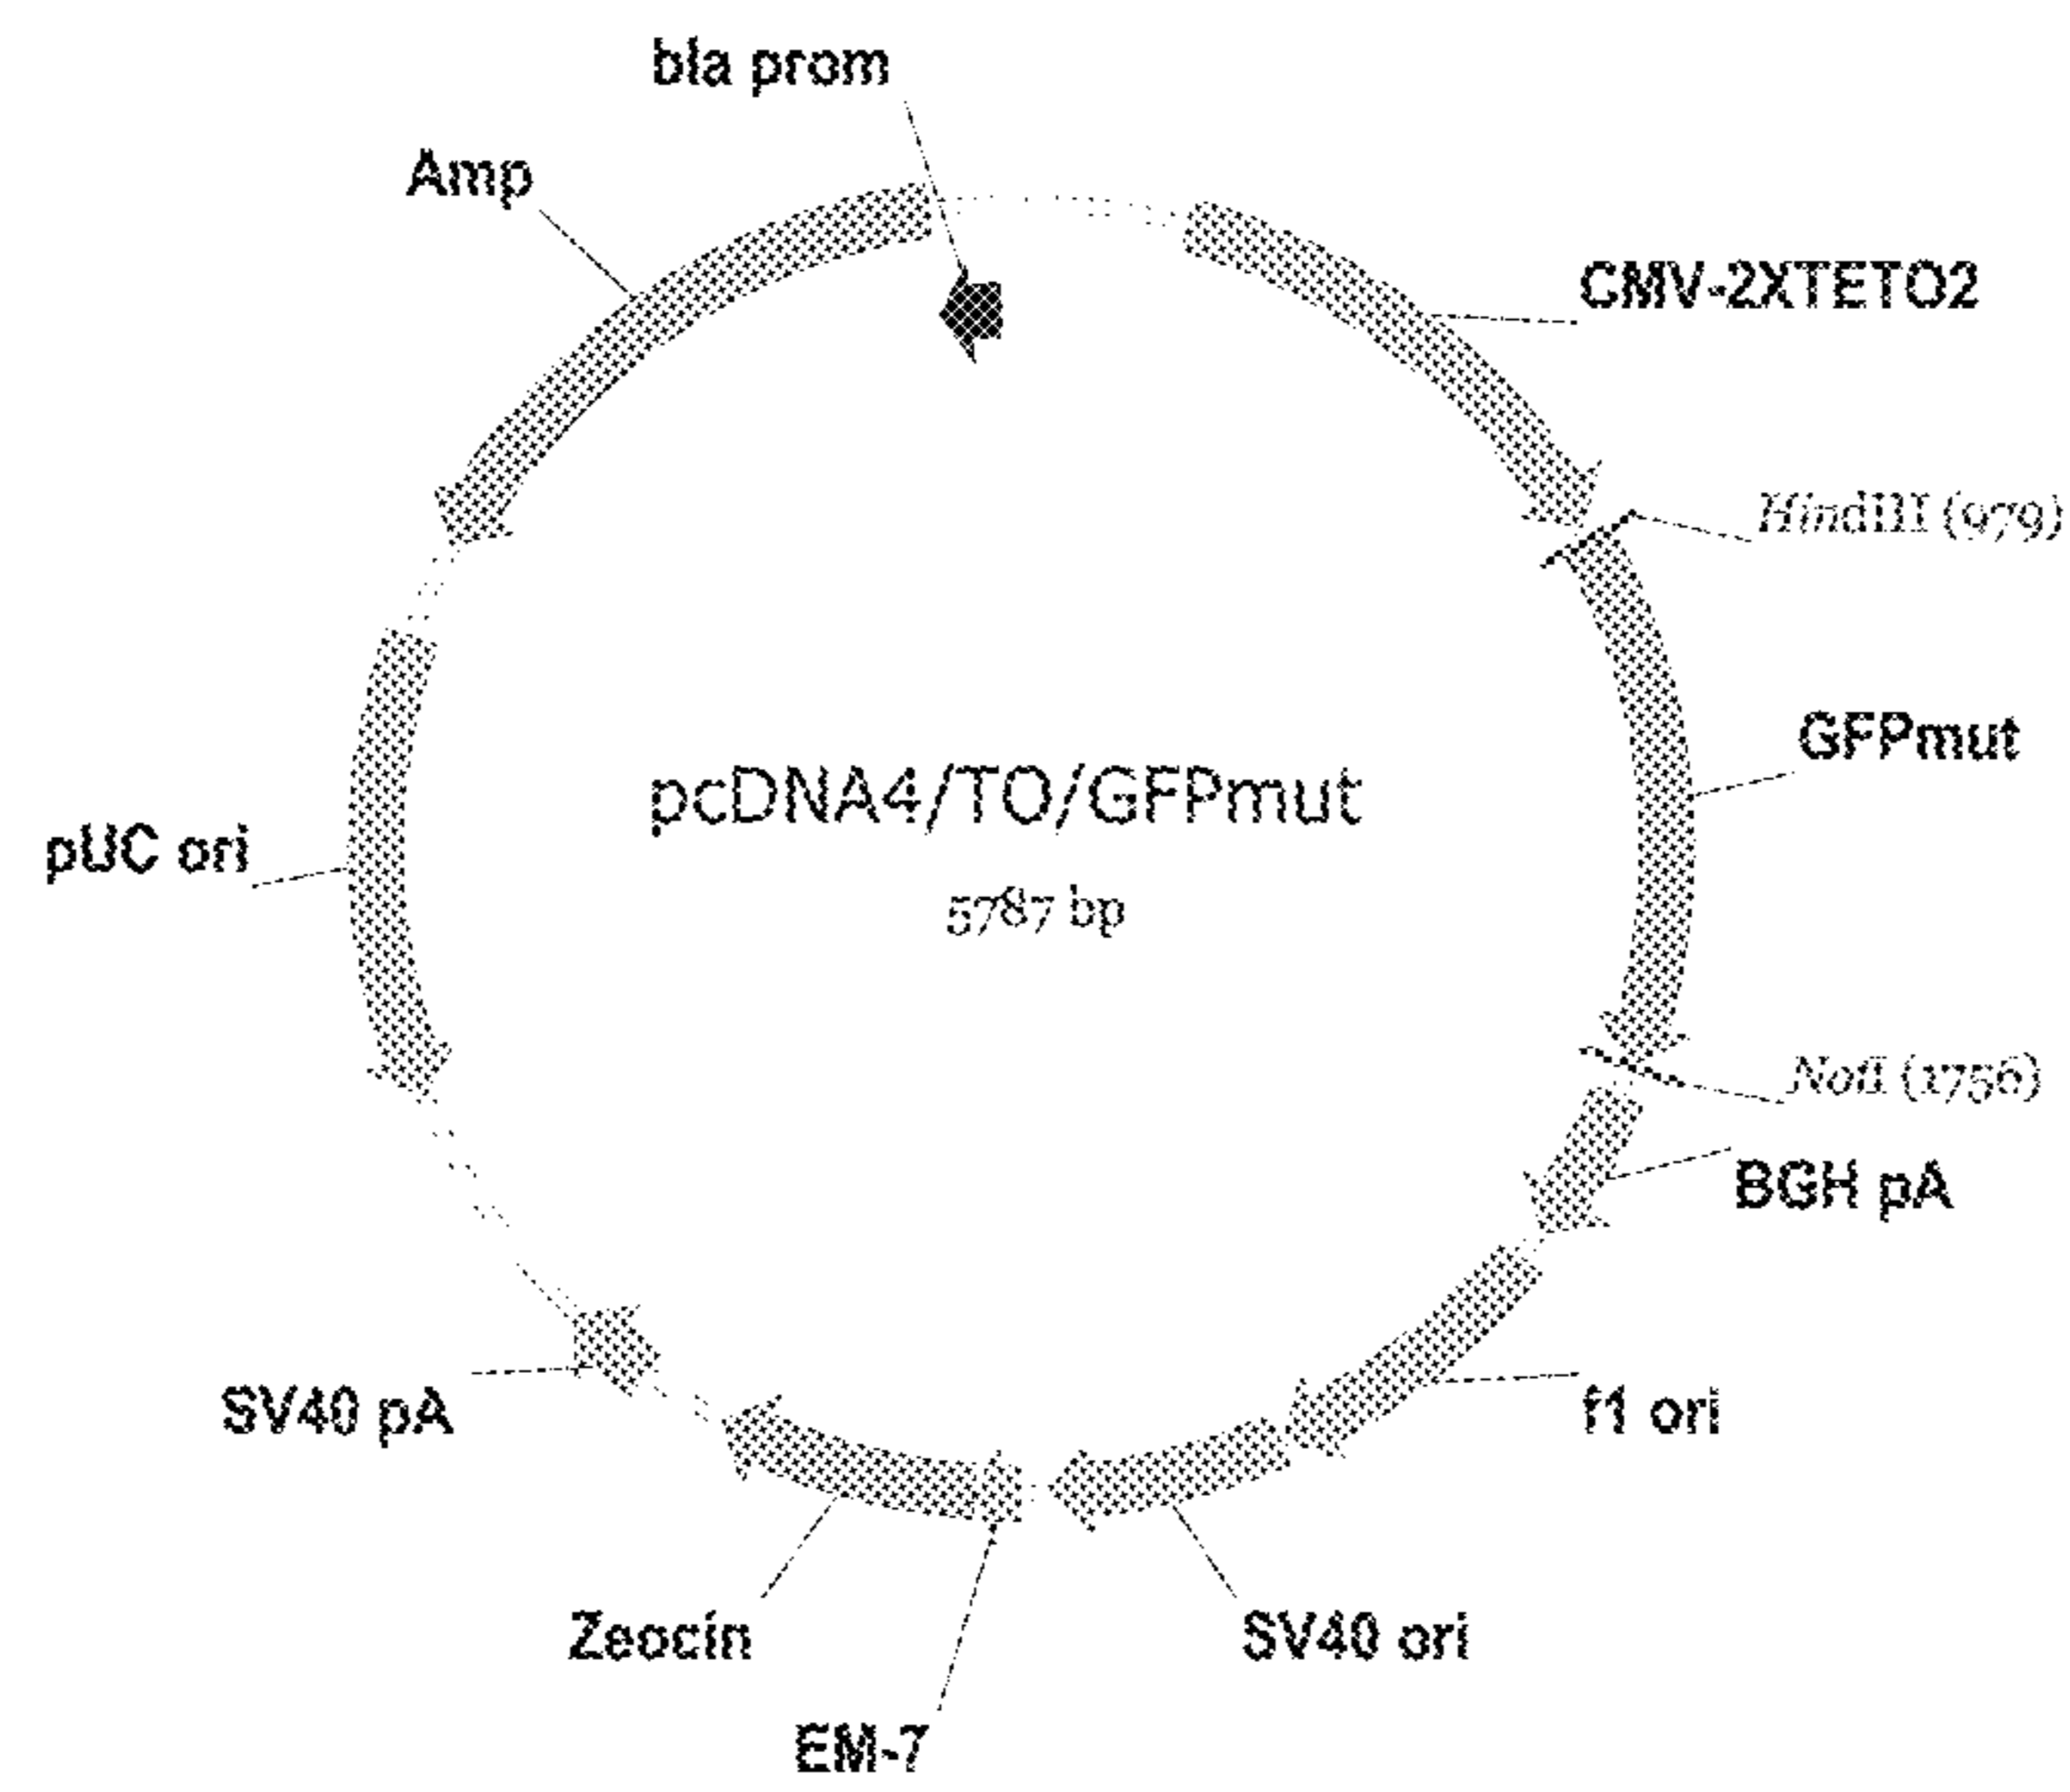 bla prom
Amp
CMV-2XTETO2
HindIII (979)
GFPmut
pcDNA4/TO/GFPmut
pUC ori
5787 bp
NotI (1756)
BGH pA
SV40 pA
f1 ori
Zeocin
SV40 ori
EM-7